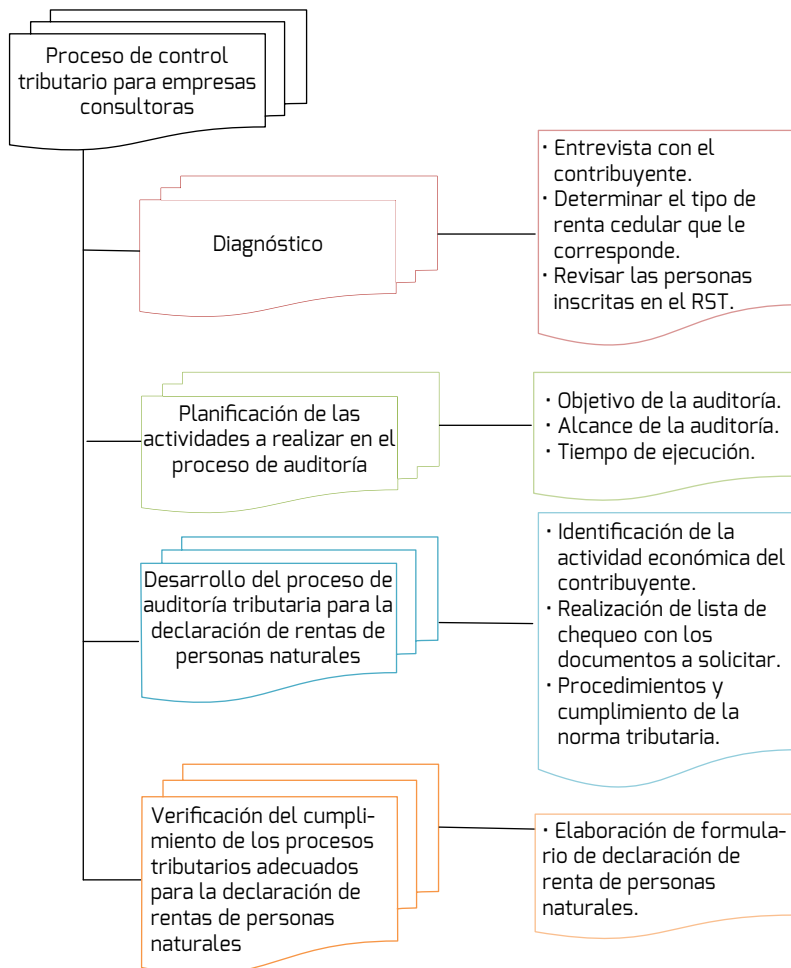 Proceso de control
tributario para empresas
consultoras
Diagnóstico
· Entrevista con el
contribuyente.
· Determinar el tipo de
renta cedular que le
corresponde.
· Revisar las personas
inscritas en el RST.
Planificación de las
actividades a realizar en el
proceso de auditoría
· Objetivo de la auditoría.
· Alcance de la auditoría.
· Tiempo de ejecución.
Desarrollo del proceso de
auditoría tributaria para la
declaración de rentas de
personas naturales
· Identificación de la
actividad económica del
contribuyente.
· Realización de lista de
chequeo con los
documentos a solicitar.
· Procedimientos y
cumplimiento de la
norma tributaria.
Verificación del cumpli-
miento de los procesos
tributarios adecuados
para la declaración de
rentas de personas
naturales
· Elaboración de formula-
rio de declaración de
renta de personas
naturales.